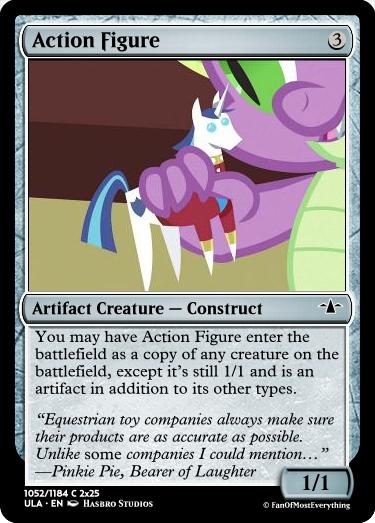 Action Figure 3
Artifact Creature — Construct
You may have Action Figure enter the
battlefield as a copy of any creature on the
battlefield, except it's still 1/1 and is an
artifact in addition to its other types.
“Equestrian toy companies always make sure
their products are as accurate as possible.
Unlike some companies I could mention...”
—Pinkie Pie, Bearer of Laughter
1/1
1052/1184 C 2x25
ULA · EN Hasbro Studios
© FanOfMostEverything